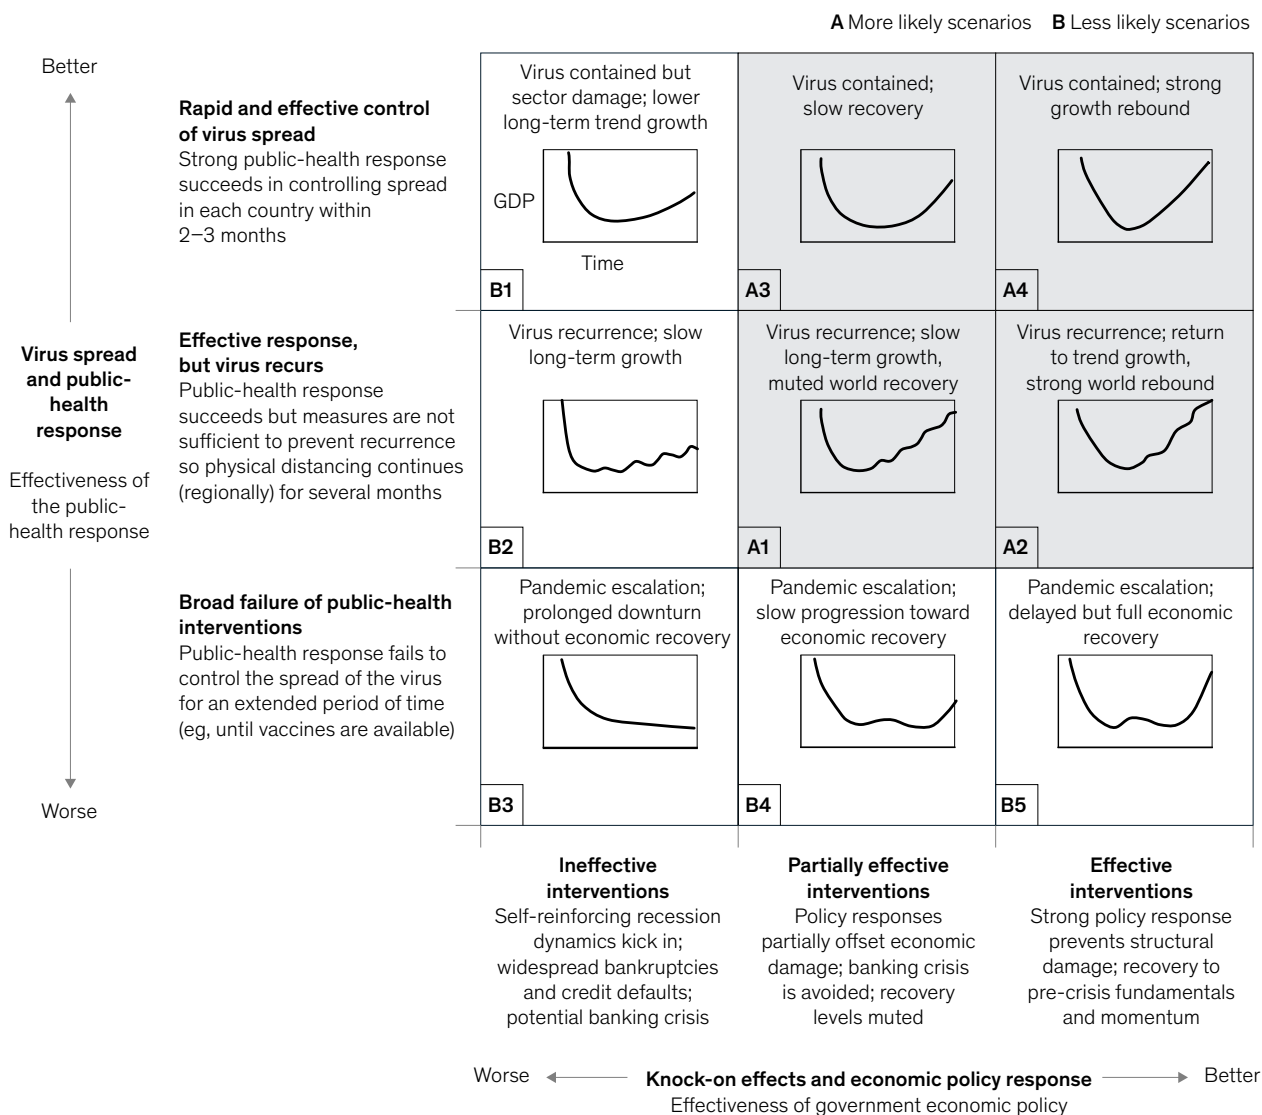 A More likely scenarios B Less likely scenarios
Better
Rapid and effective control
of virus spread
Strong public-health response
succeeds in controlling spread
in each country within
2–3 months
Virus contained but
sector damage; lower
long-term trend growth
GDP
Time
B1
Virus contained;
slow recovery
A3
Virus contained; strong
growth rebound
A4
Virus spread
and public-
health
response
Effectiveness of
the public-
health response
Effective response,
but virus recurs
Public-health response
succeeds but measures are not
sufficient to prevent recurrence
so physical distancing continues
(regionally) for several months
Virus recurrence; slow
long-term growth
B2
Virus recurrence; slow
long-term growth,
muted world recovery
A1
Virus recurrence; return
to trend growth,
strong world rebound
A2
Broad failure of public-health
interventions
Public-health response fails to
control the spread of the virus
for an extended period of time
(eg, until vaccines are available)
Worse
Pandemic escalation;
prolonged downturn
without economic recovery
B3
Pandemic escalation;
slow progression toward
economic recovery
B4
Pandemic escalation;
delayed but full economic
recovery
B5
Ineffective
interventions
Self-reinforcing recession
dynamics kick in;
widespread bankruptcies
and credit defaults;
potential banking crisis
Partially effective
interventions
Policy responses
partially offset economic
damage; banking crisis
is avoided; recovery
levels muted
Effective
interventions
Strong policy response
prevents structural
damage; recovery to
pre-crisis fundamentals
and momentum
Worse
Knock-on effects and economic policy response
Better
Effectiveness of government economic policy